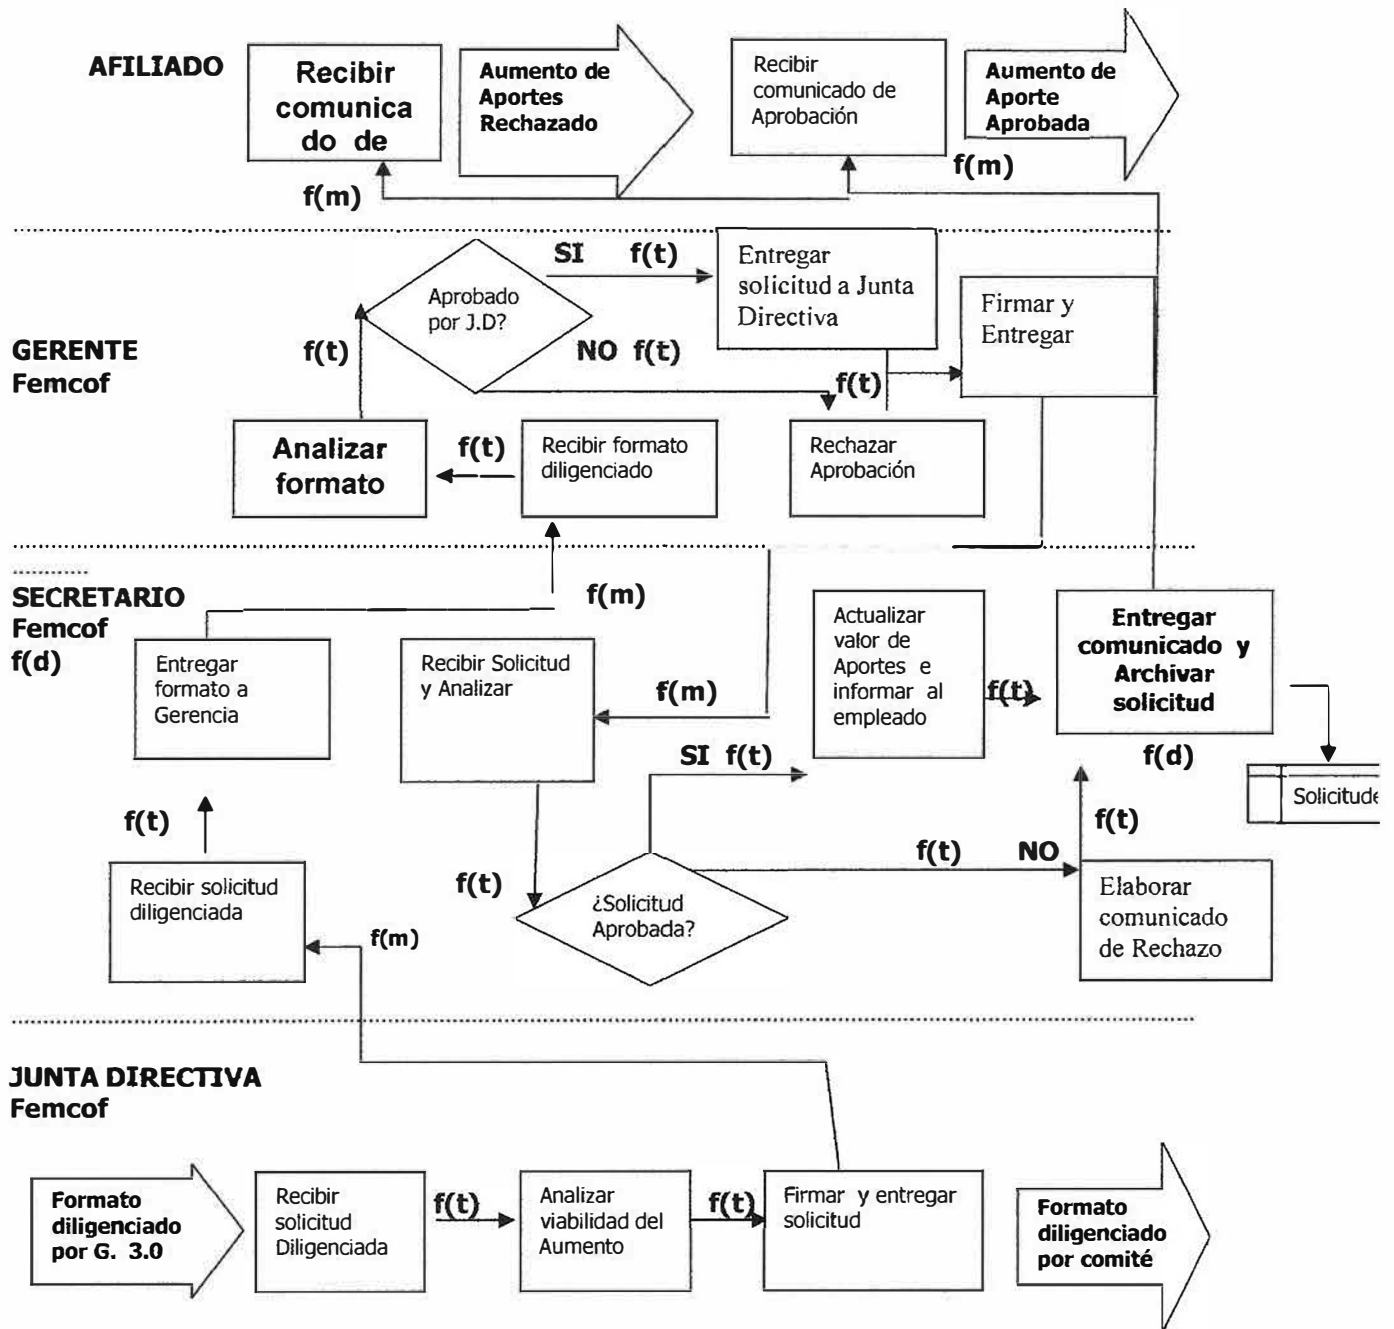 AFILIADO
Recibir
comunica
do de
Aumento de
Aportes
Rechazado
Recibir
comunicado de
Aprobación
Aumento de
Aporte
Aprobada
f(m)
f(m)
GERENTE
Femcof
Aprobado
por J.D?
SI f(t)
Entregar
solicitud a Junta
Directiva
Firmar y
Entregar
f(t)
NO f(t)
f(t)
Analizar
formato
f(t)
Recibir formato
diligenciado
Rechazar
Aprobación
SECRETARIO
Femcof
f(d)
f(m)
Entregar
formato a
Gerencia
Recibir Solicitud
y Analizar
f(m)
Actualizar
valor de
Aportes e
informar al
empleado
f(t)
Entregar
comunicado y
Archivar
solicitud
f(d)
SI f(t)
Solicitude
f(t)
f(t)
f(t) NO
f(t)
Recibir solicitud
diligenciada
f(m)
¿Solicitud
Aprobada?
Elaborar
comunicado
de Rechazo
JUNTA DIRECTIVA
Femcof
Formato
diligenciado
por G. 3.0
Recibir
solicitud
Diligenciada
f(t)
Analizar
viabilidad del
Aumento
f(t)
Firmar y entregar
solicitud
Formato
diligenciado
por comité